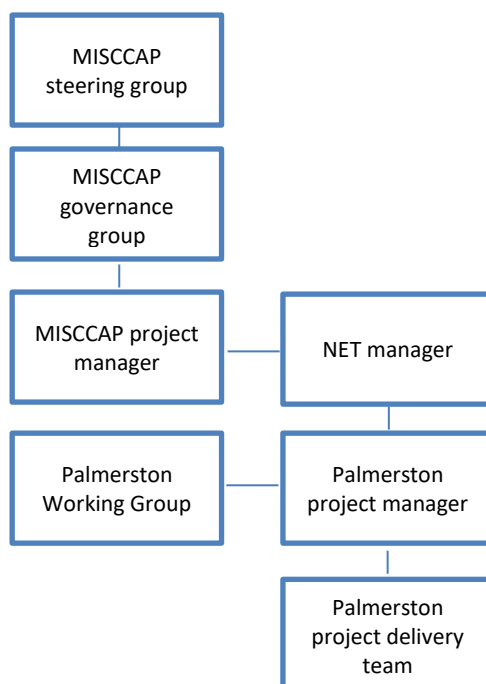 MISCCAP
steering group
MISCCAP
governance
group
MISCCAP project
manager
NET manager
Palmerston
Working Group
Palmerston
project manager
Palmerston
project delivery
team